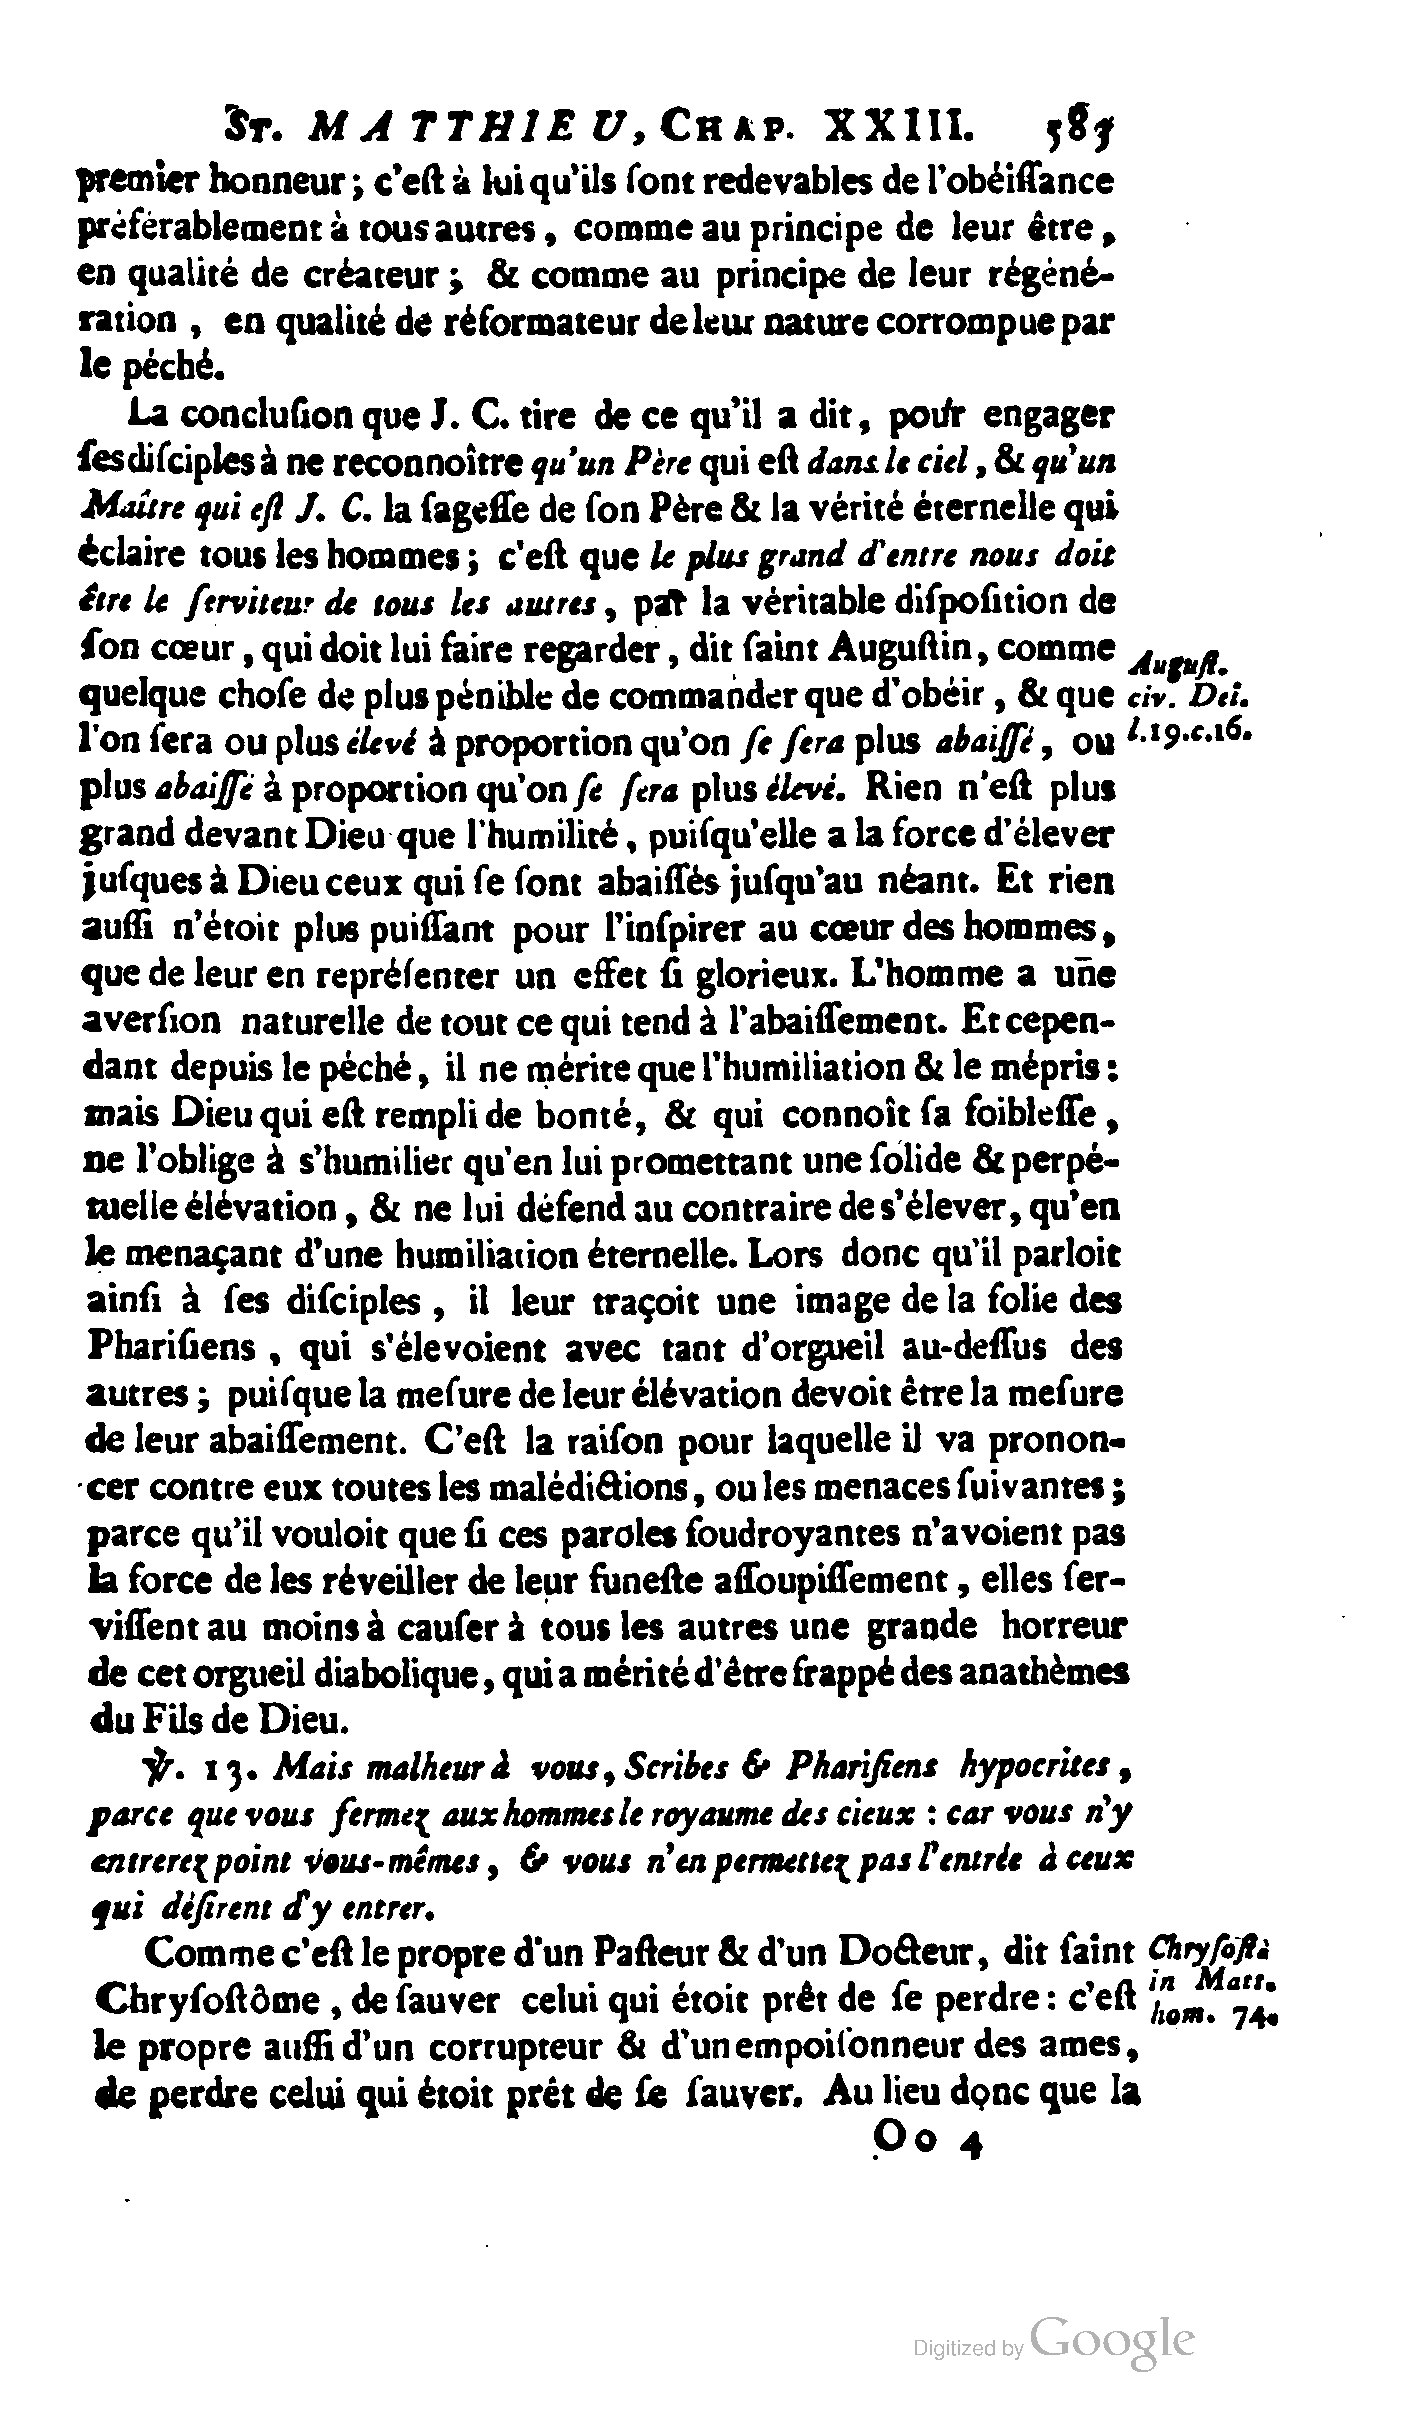 ST. MATTHIEU, CHAP. XXIII. 585
premier honneur; c'eſt à lui qu'ils ſont redevables de l'obéiſſance
préférablement à tous autres, comme au principe de leur être,
en qualité de créateur; & comme au principe de leur régéné-
ration, en qualité de réformateur de leur nature corrompue par
le péché.
La concluſion que J. C. tire de ce qu'il a dit, pour engager
ſes diſciples à ne reconnoître qu'un Père qui eſt dans le ciel, & qu'un
Maître qui eſt J. C. la ſageſſe de ſon Père & la vérité éternelle qui
éclaire tous les hommes; c'eſt que le plus grand d'entre nous doit
être le ſerviteur de tous les autres, par la véritable diſpoſition de
ſon cœur, qui doit lui faire regarder, dit ſaint Auguſtin, comme
quelque choſe de plus pénible de commander que d'obéir, & que
l'on ſera ou plus élevé à proportion qu'on ſe ſera plus abaiſſé, ou
plus abaiſſé à proportion qu'on ſe ſera plus élevé. Rien n'eſt plus
grand devant Dieu que l'humilité, puiſqu'elle a la force d'élever
juſques à Dieu ceux qui ſe ſont abaiſſés juſqu'au néant. Et rien
auſſi n'étoit plus puiſſant pour l'inſpirer au cœur des hommes,
que de leur en repréſenter un effet ſi glorieux. L'homme a une
averſion naturelle de tout ce qui tend à l'abaiſſement. Et cepen-
dant depuis le péché, il ne mérite que l'humiliation & le mépris:
mais Dieu qui eſt rempli de bonté, & qui connoît ſa foibleſſe,
ne l'oblige à s'humilier qu'en lui promettant une ſolide & perpé-
tuelle élévation, & ne lui défend au contraire de s'élever, qu'en
le menaçant d'une humiliation éternelle. Lors donc qu'il parloit
ainſi à ſes diſciples, il leur traçoit une image de la folie des
Phariſiens, qui s'élevoient avec tant d'orgueil au-deſſus des
autres; puiſque la meſure de leur élévation devoit être la meſure
de leur abaiſſement. C'eſt la raiſon pour laquelle il va pronon-
cer contre eux toutes les malédictions, ou les menaces ſuivantes;
parce qu'il vouloit que ſi ces paroles foudroyantes n'avoient pas
la force de les réveiller de leur funeſte aſſoupiſſement, elles ſer-
viſſent au moins à cauſer à tous les autres une grande horreur
de cet orgueil diabolique, qui a mérité d'être frappé des anathèmes
du Fils de Dieu.
℣. 13. Mais malheur à vous, Scribes & Phariſiens hypocrites,
parce que vous fermez aux hommes le royaume des cieux : car vous n'y
entrerez point vous-mêmes, & vous n'en permettez pas l'entrée à ceux
qui déſirent d'y entrer.
Comme c'eſt le propre d'un Paſteur & d'un Docteur, dit ſaint
Chryſoſtôme, de ſauver celui qui étoit prêt de ſe perdre: c'eſt
le propre auſſi d'un corrupteur & d'un empoiſonneur des ames,
de perdre celui qui étoit prêt de ſe ſauver. Au lieu donc que la
Oo 4
Auguſt.
civ. Dei.
l.19.c.16.
Chryſoſt.
in Matt.
hom. 74.
Digitized by Google